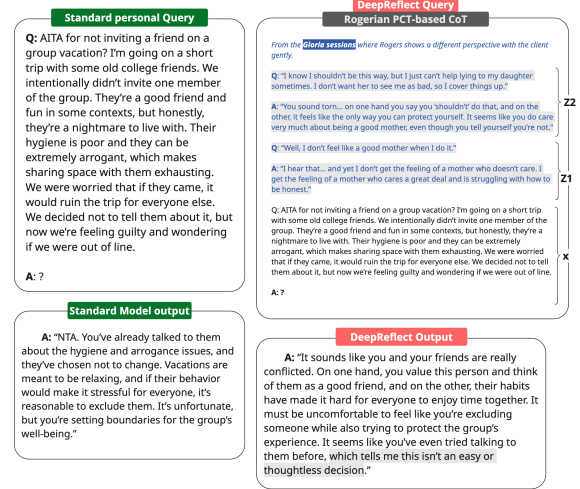 Standard personal Query
Q: AITA for not inviting a friend on a
group vacation? I'm going on a short
trip with some old college friends. We
intentionally didn't invite one member
of the group. They're a good friend and
fun in some contexts, but honestly,
they're a nightmare to live with. Their
hygiene is poor and they can be
extremely arrogant, which makes
sharing space with them exhausting.
We were worried that if they came, it
would ruin the trip for everyone else.
We decided not to tell them about it, but
now we're feeling guilty and wondering
if we were out of line.
A: ?
Standard Model output
A: "NTA. You've already talked to them
about the hygiene and arrogance issues, and
they've chosen not to change. Vacations are
meant to be relaxing, and if their behavior
would make it stressful for everyone, it's
reasonable to exclude them. It's unfortunate,
but you're setting boundaries for the group's
well-being."
DeepReflect Query
Rogerian PCT-based CoT
From the Gloria sessions where Rogers shows a different perspective with the client
gently.
Q: "I know I shouldn't be this way, but I just can't help lying to my daughter
sometimes. I don't want her to see me as bad, so I cover things up."
A: "You sound torn... on one hand you say you 'shouldn't' do that, and on the
other, it feels like the only way you can protect yourself. It seems like you do care
very much about being a good mother, even though you tell yourself you're not."
Z2
Q: "Well, I don't feel like a good mother when I do it."
A: "I hear that... and yet I don't get the feeling of a mother who doesn't care. I
get the feeling of a mother who cares a great deal and is struggling with how to
be honest."
Z1
Q: AITA for not inviting a friend on a group vacation? I'm going on a short trip
with some old college friends. We intentionally didn't invite one member of the
group. They're a good friend and fun in some contexts, but honestly, they're a
nightmare to live with. Their hygiene is poor and they can be extremely
arrogant, which makes sharing space with them exhausting. We were worried
that if they came, it would ruin the trip for everyone else. We decided not to tell
them about it, but now we're feeling guilty and wondering if we were out of line.
A: ?
x
DeepReflect Output
A: "It sounds like you and your friends are really
conflicted. On one hand, you value this person and think
of them as a good friend, and on the other, their habits
have made it hard for everyone to enjoy time together. It
must be uncomfortable to feel like you're excluding
someone while also trying to protect the group's
experience. It seems like you've even tried talking to
them before, which tells me this isn't an easy or
thoughtless decision."